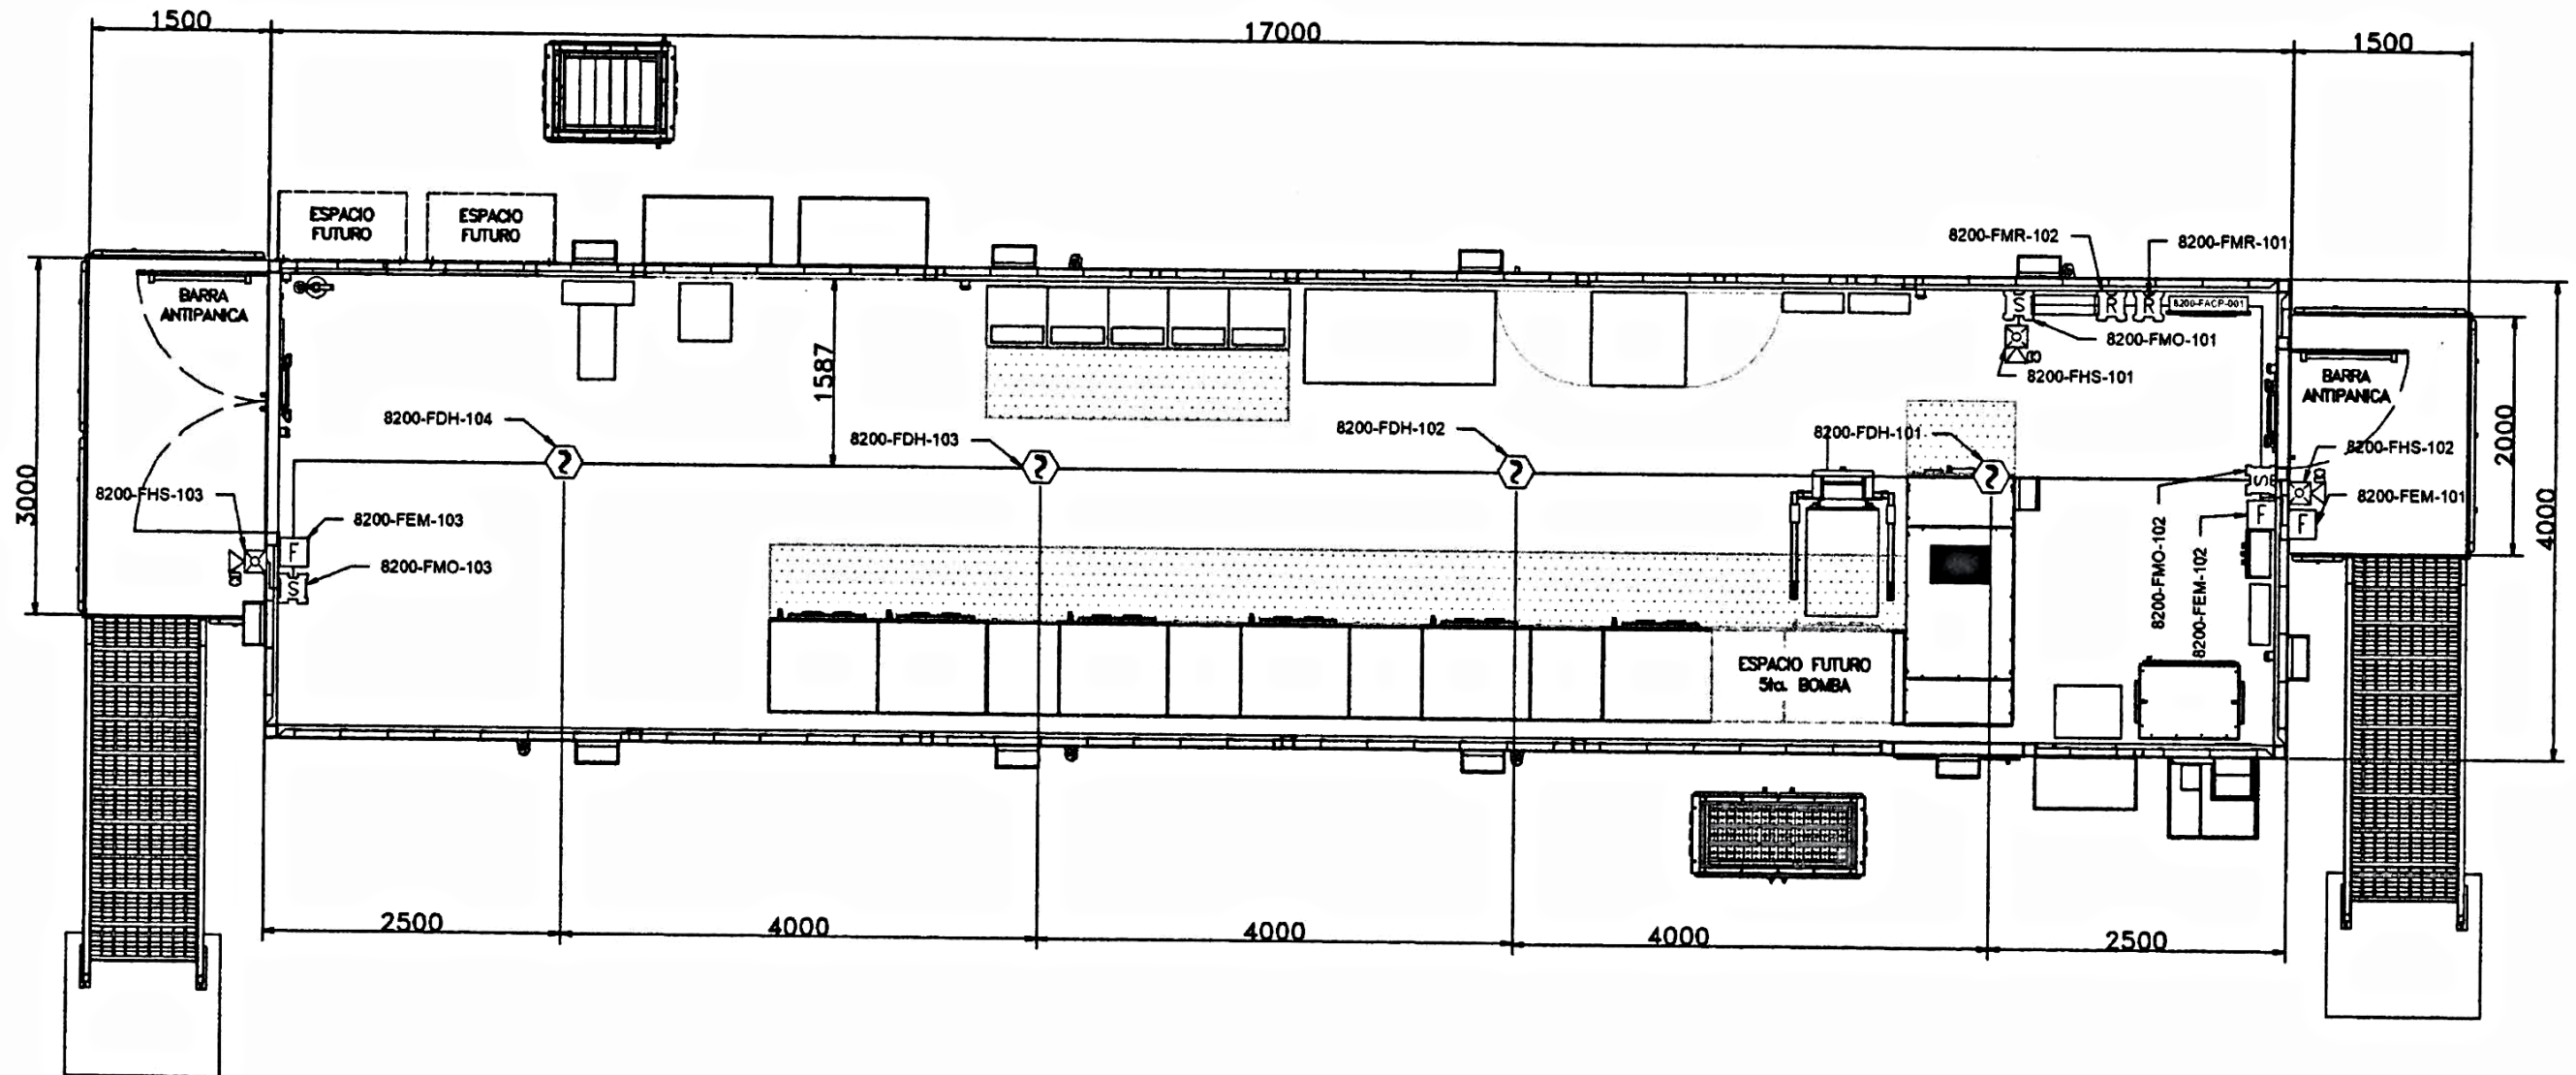 1500
17000
1500
ESPACIO
FUTURO
ESPACIO
FUTURO
8200-FMR-102
8200-FMR-101
BARRA
ANTIPANICA
8200-FACP-001
8200-FMO-101
8200-FHS-101
BARRA
ANTIPANICA
1587
8200-FDH-104
8200-FDH-103
8200-FDH-102
8200-FDH-101
8200-FHS-102
2000
3000
8200-FHS-103
8200-FEM-103
8200-FMO-103
8200-FEM-101
8200-FMO-102
8200-FEM-102
4000
S
R
R
S
F
F
F
S
ESPACIO FUTURO
5ta. BOMBA
2500
4000
4000
4000
2500